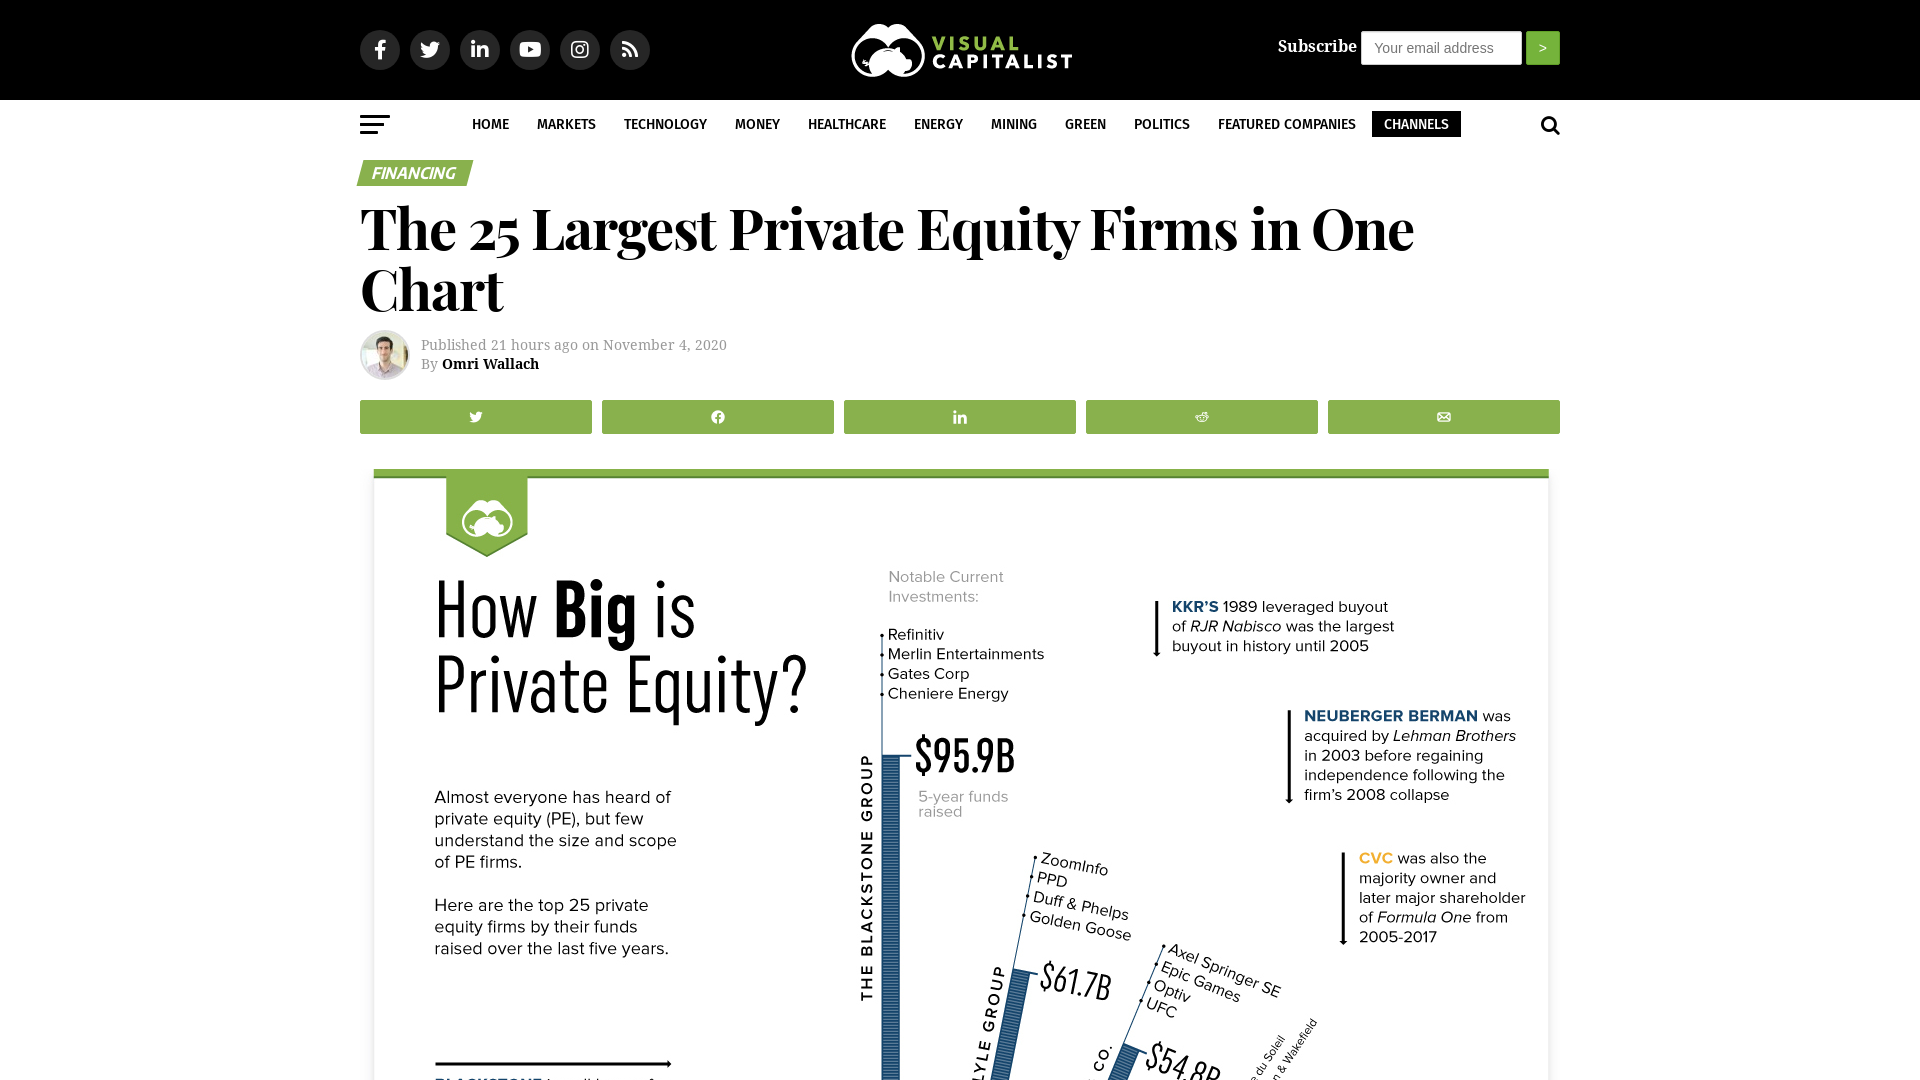 VISUAL
CAPITALIST
Subscribe
Your email address
>
HOME MARKETS TECHNOLOGY MONEY HEALTHCARE ENERGY MINING GREEN POLITICS FEATURED COMPANIES CHANNELS
FINANCING
The 25 Largest Private Equity Firms in One
Chart
Published 21 hours ago on November 4, 2020
By Omri Wallach
How Big is
Private Equity?
Almost everyone has heard of
private equity (PE), but few
understand the size and scope
of PE firms.
Here are the top 25 private
equity firms by their funds
raised over the last five years.
Notable Current
Investments:
Refinitiv
Merlin Entertainments
Gates Corp
Cheniere Energy
$95.9B
5-year funds
raised
THE BLACKSTONE GROUP
KKR'S 1989 leveraged buyout
of RJR Nabisco was the largest
buyout in history until 2005
NEUBERGER BERMAN was
acquired by Lehman Brothers
in 2003 before regaining
independence following the
firm's 2008 collapse
CVC was also the
majority owner and
later major shareholder
of Formula One from
2005-2017
ZoomInfo
PPD
Duff & Phelps
Golden Goose
$61.7B
LYLE GROUP
Axel Springer SE
Epic Games
Optiv
UFC
$54.8B
CO.
du Soleil
& Wakefield